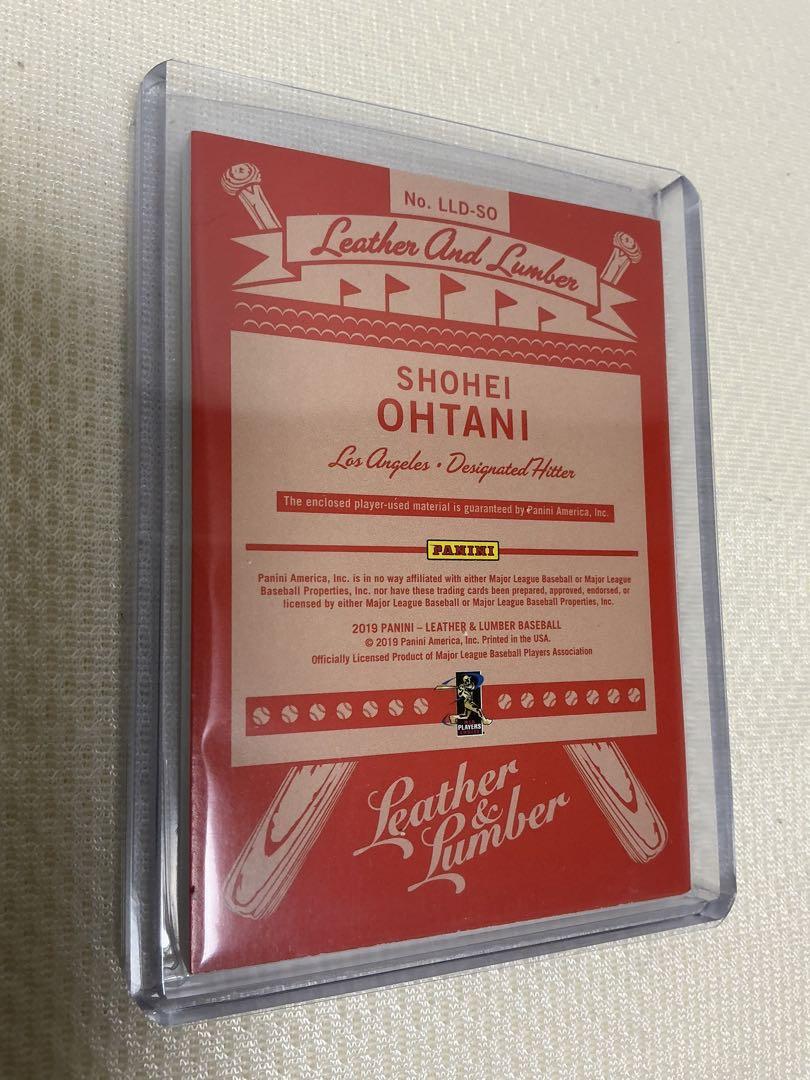 No. LLD-SO
Leather And Lumber
SHOHEI
OHTANI
Los Angeles • Designated Hitter
The enclosed player-used material is guaranteed by Panini America, Inc.
PANINI
Panini America, Inc. is in no way affiliated with either Major League Baseball or Major League
Baseball Properties, Inc. nor have these trading cards been prepared, approved, endorsed, or
licensed by either Major League Baseball or Major League Baseball Properties, Inc.
2019 PANINI – LEATHER & LUMBER BASEBALL
© 2019 Panini America, Inc. Printed in the USA.
Officially Licensed Product of Major League Baseball Players Association
PLAYERS
Leather
&
Lumber